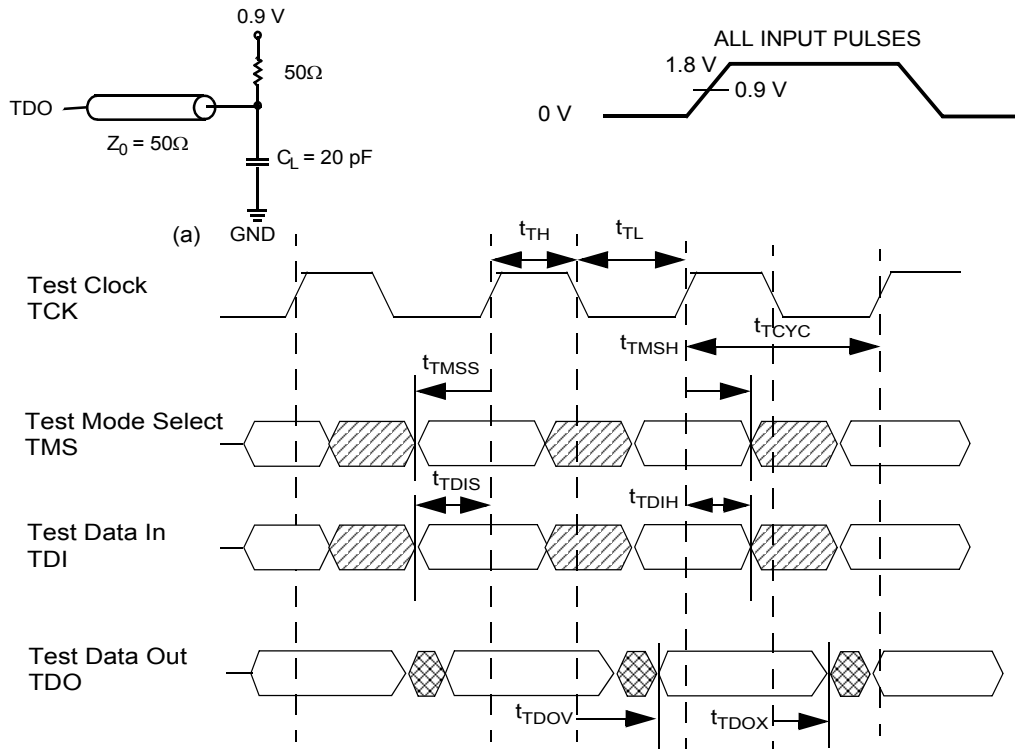 0.9 V
50Ω
TDO
Z0 = 50Ω
CL = 20 pF
GND
(a)
ALL INPUT PULSES
1.8 V
0.9 V
0 V
tTH
tTL
Test Clock
TCK
tTCYC
tTMSH
tTMSS
Test Mode Select
TMS
tTDIS
tTDIH
Test Data In
TDI
Test Data Out
TDO
tTDOV
tTDOX